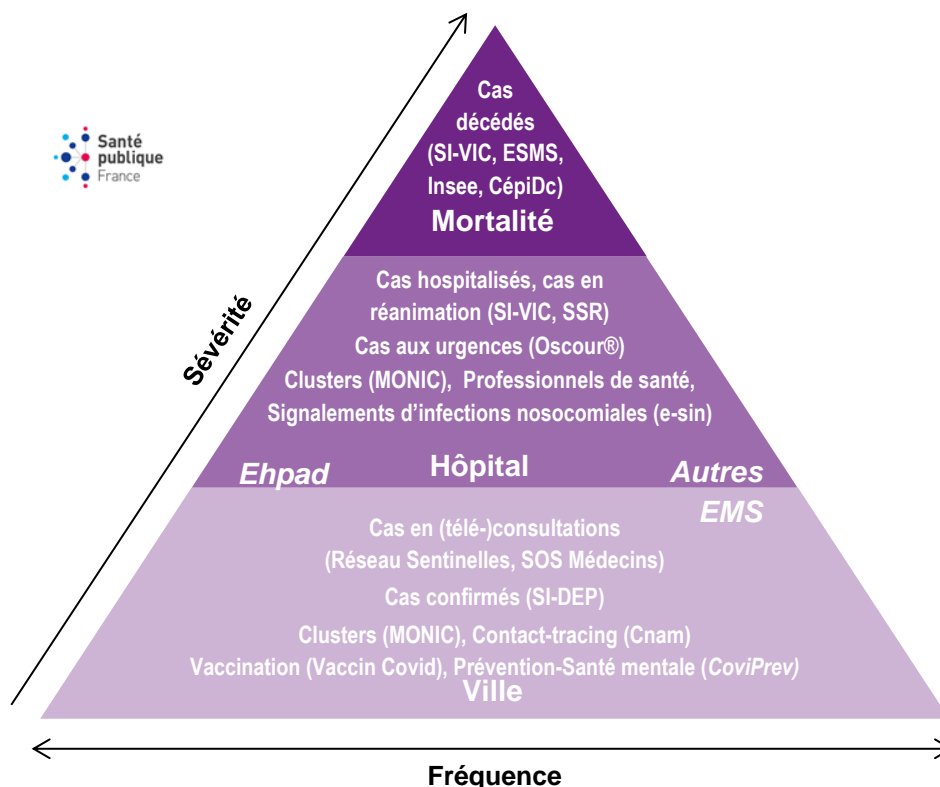 Santé
publique
France
Cas
décédés
(SI-VIC, ESMS,
Insee, CépiDc)
Mortalité
Sévérité
Cas hospitalisés, cas en
réanimation (SI-VIC, SSR)
Cas aux urgences (Oscour®)
Clusters (MONIC), Professionnels de santé,
Signalements d’infections nosocomiales (e-sin)
Ehpad Hôpital Autres
EMS
Cas en (télé-)consultations
(Réseau Sentinelles, SOS Médecins)
Cas confirmés (SI-DEP)
Clusters (MONIC), Contact-tracing (Cnam)
Vaccination (Vaccin Covid), Prévention-Santé mentale (CoviPrev)
Ville
Fréquence